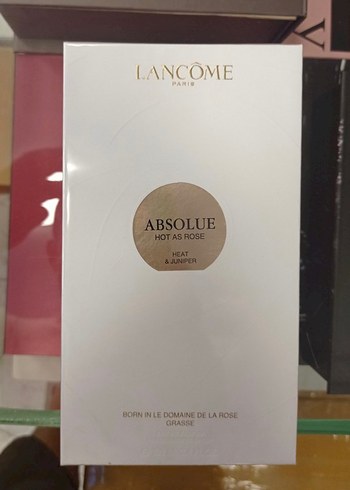 LANCÔME
PARIS
ABSOLUE
HOT AS ROSE
HEAT
& JUNIPER
BORN IN LE DOMAINE DE LA ROSE
GRASSE